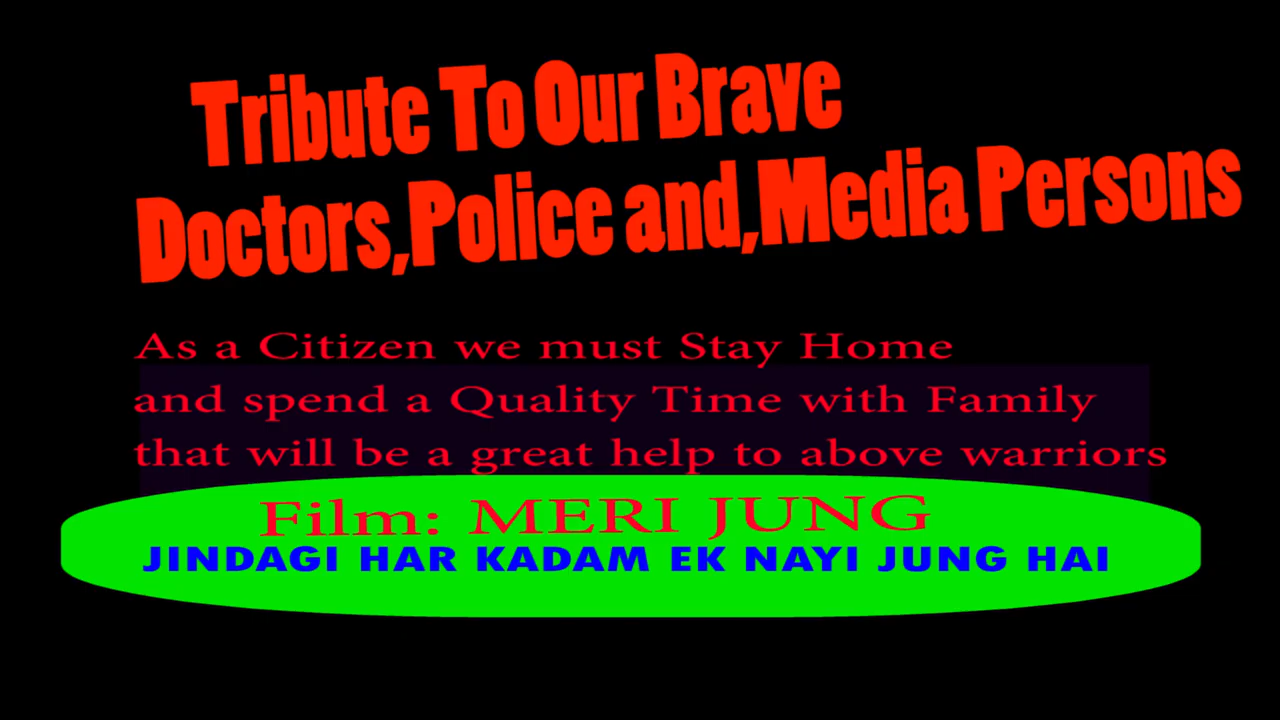 Tribute To Our Brave
Doctors,Police and,Media Persons
As a Citizen we must Stay Home
and spend a Quality Time with Family
that will be a great help to above warriors
Film: MERI JUNG
JINDAGI HAR KADAM EK NAYI JUNG HAI